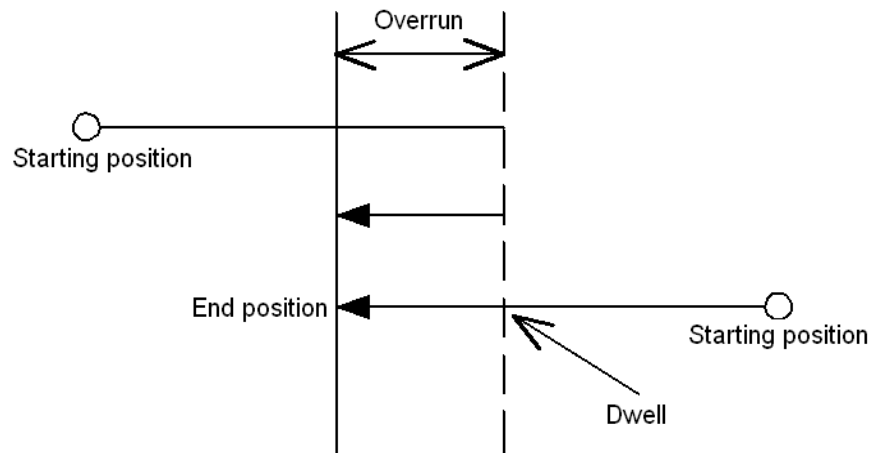 Overrun
Starting position
End position
Starting position
Dwell